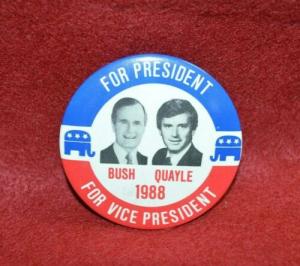 FOR PRESIDENT
BUSH QUAYLE
1988
FOR VICE PRESIDENT